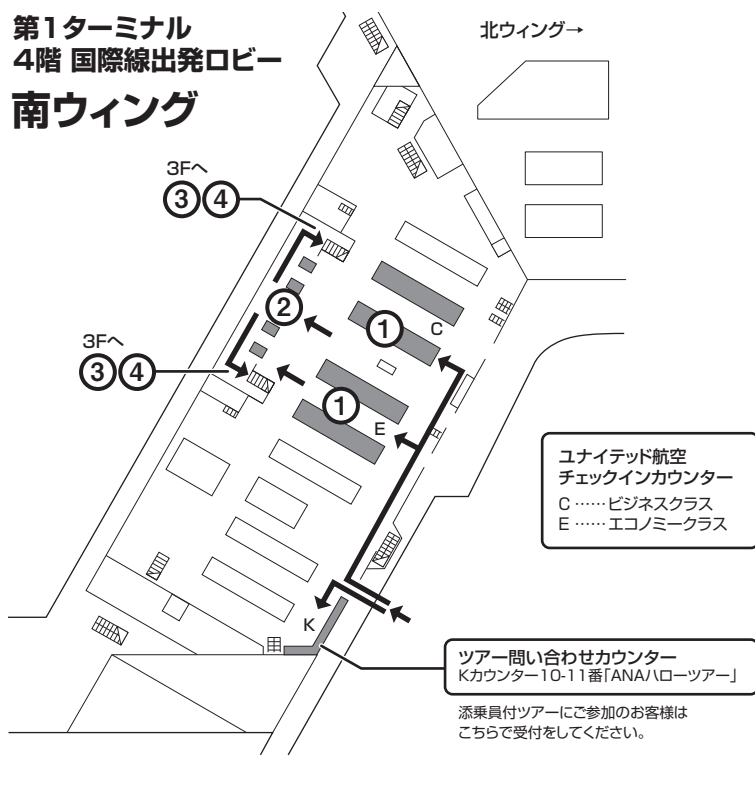 第1ターミナル
4階 国際線出発ロビー
南ウィング
北ウィング→
3Fへ
③④
②
①
C
3Fへ
③④
①
E
ユナイテッド航空
チェックインカウンター
C ……ビジネスクラス
E ……エコノミークラス
K
ツアー問い合わせカウンター
Kカウンター10-11番「ANAハローツアー」
添乗員付ツアーにご参加のお客様は
こちらで受付をしてください。